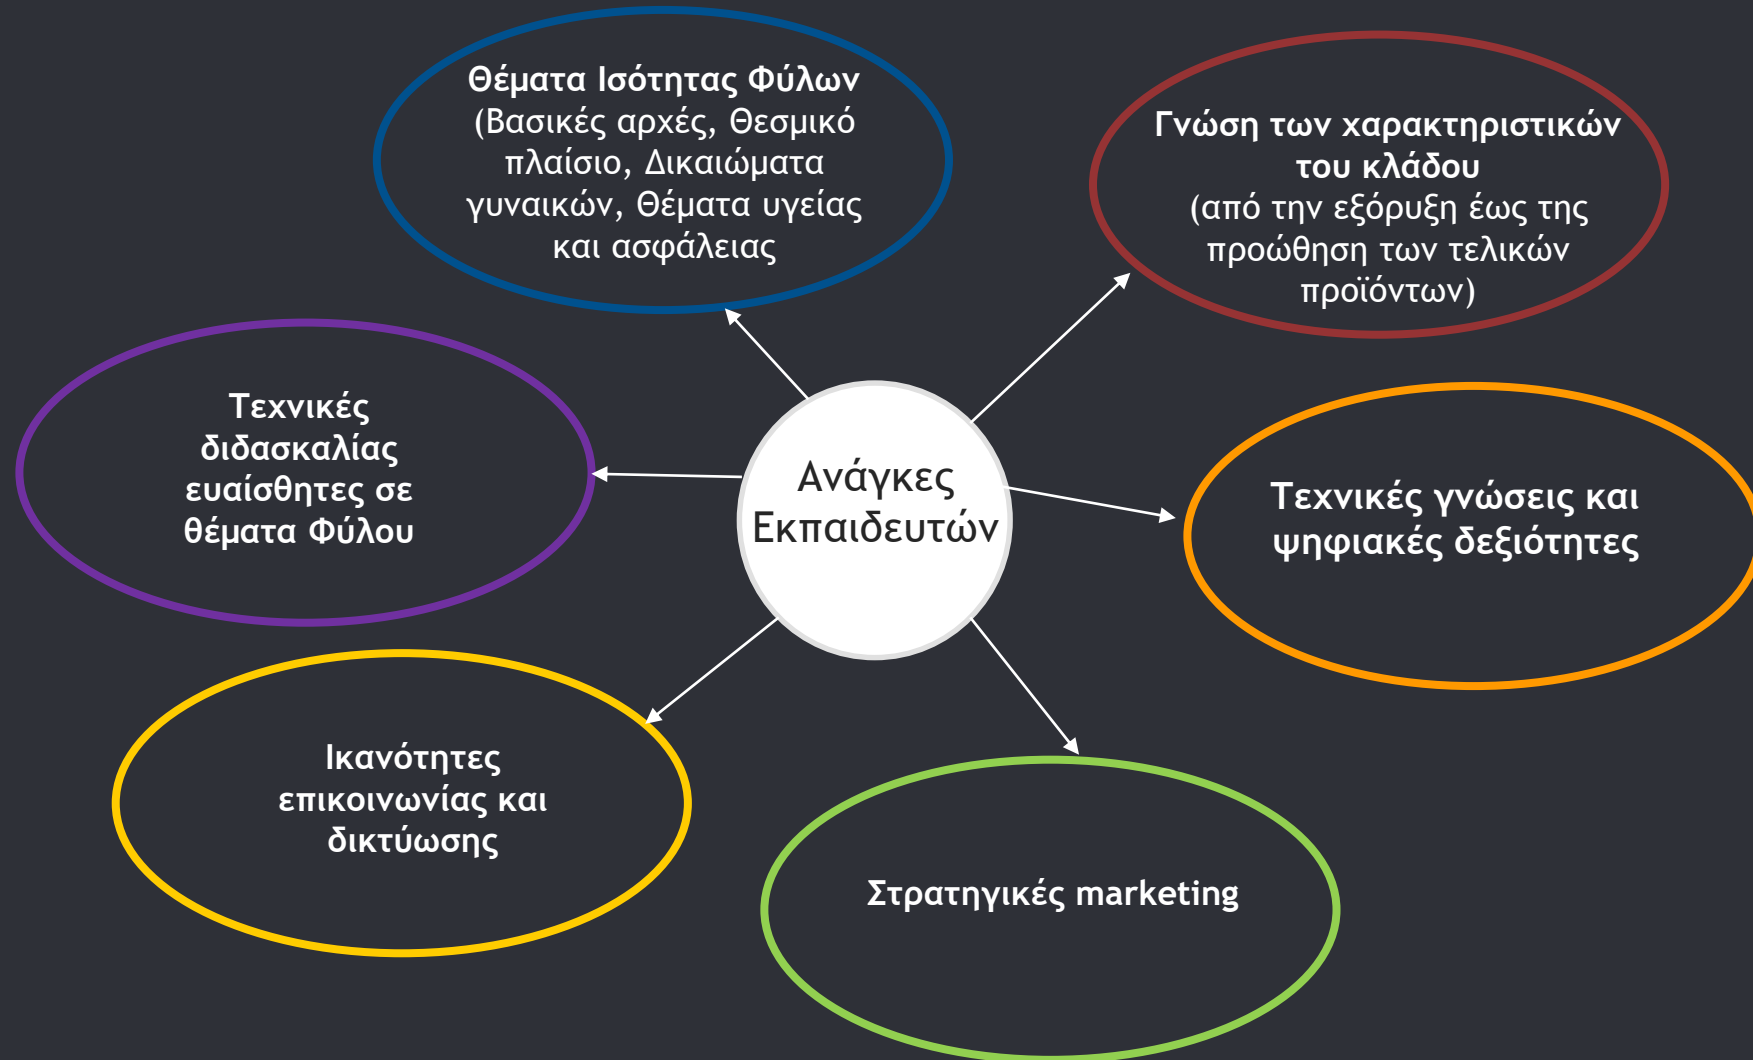 Θέματα Ισότητας Φύλων
(Βασικές αρχές, Θεσμικό
πλαίσιο, Δικαιώματα
γυναικών, Θέματα υγείας
και ασφάλειας
Γνώση των χαρακτηριστικών
του κλάδου
(από την εξόρυξη έως της
προώθηση των τελικών
προϊόντων)
Τεχνικές
διδασκαλίας
ευαίσθητες σε
θέματα Φύλου
Ανάγκες
Εκπαιδευτών
Τεχνικές γνώσεις και
ψηφιακές δεξιότητες
Ικανότητες
επικοινωνίας και
δικτύωσης
Στρατηγικές marketing